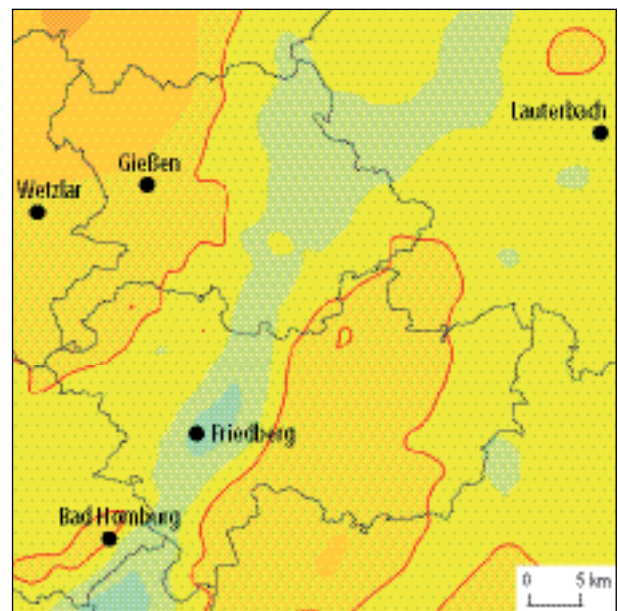 Lauterbach
Gießen
Wetzlar
Friedberg
Bad Homburg
0 5 km